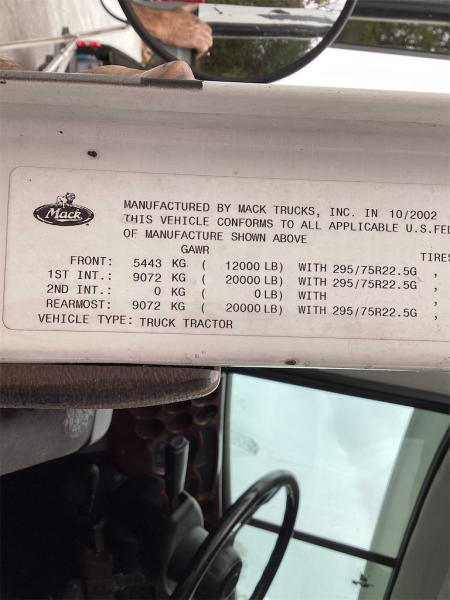 Mack
MANUFACTURED BY MACK TRUCKS, INC. IN 10/2002
THIS VEHICLE CONFORMS TO ALL APPLICABLE U.S.FED
OF MANUFACTURE SHOWN ABOVE
GAWR TIRES
FRONT: 5443 KG ( 12000 LB) WITH 295/75R22.5G ,
1ST INT.: 9072 KG ( 20000 LB) WITH 295/75R22.5G ,
2ND INT.: 0 KG ( 0 LB) WITH ,
REARMOST: 9072 KG ( 20000 LB) WITH 295/75R22.5G ,
VEHICLE TYPE: TRUCK TRACTOR